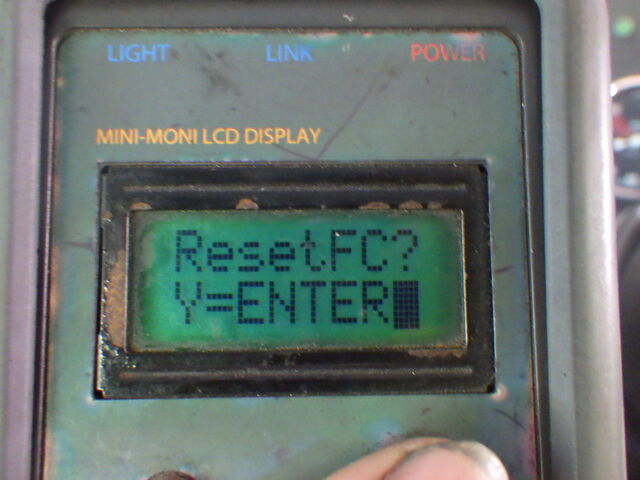 LIGHT LINK POWER
MINI-MONI LCD DISPLAY
ResetFC?
Y=ENTER